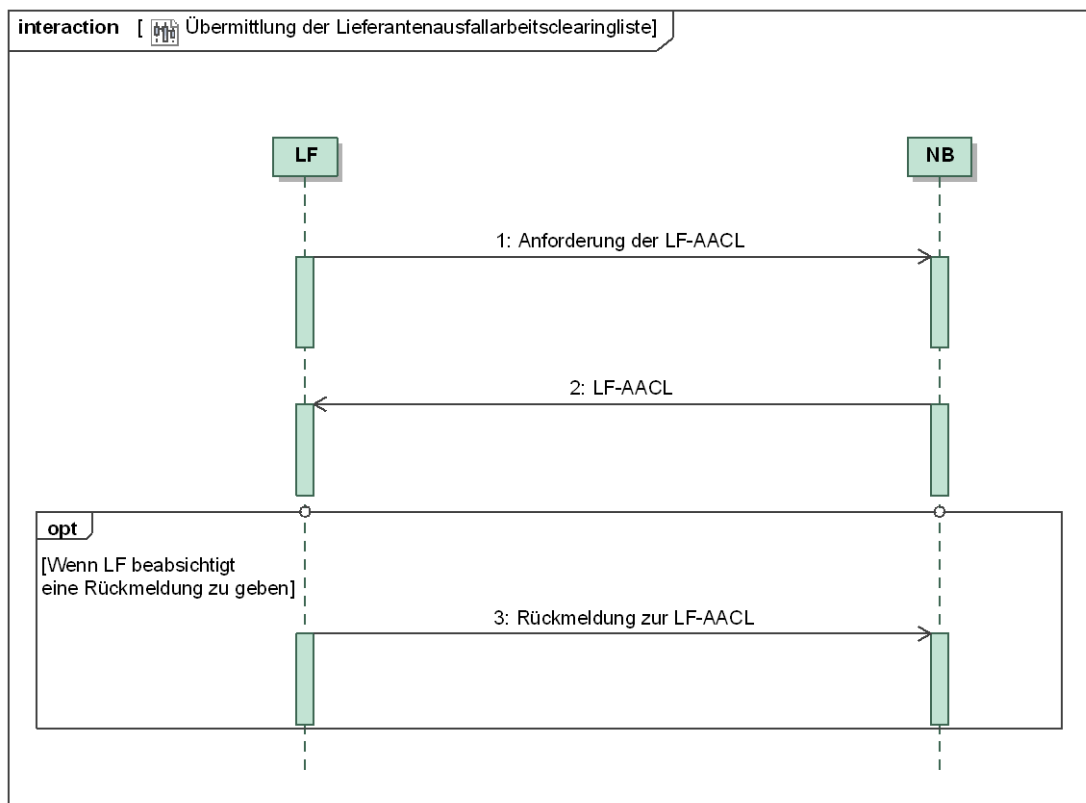 interaction [ Übermittlung der Lieferantenausfallarbeitsclearingliste]
LF
NB
1: Anforderung der LF-AACL
2: LF-AACL
opt
[Wenn LF beabsichtigt
eine Rückmeldung zu geben]
3: Rückmeldung zur LF-AACL